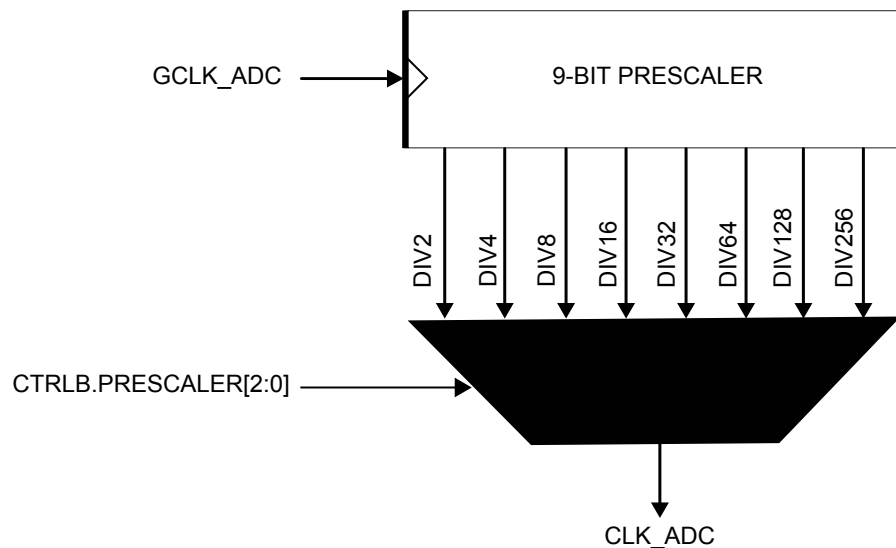 GCLK_ADC
9-BIT PRESCALER
DIV2
DIV4
DIV8
DIV16
DIV32
DIV64
DIV128
DIV256
CTRLB.PRESCALER[2:0]
CLK_ADC